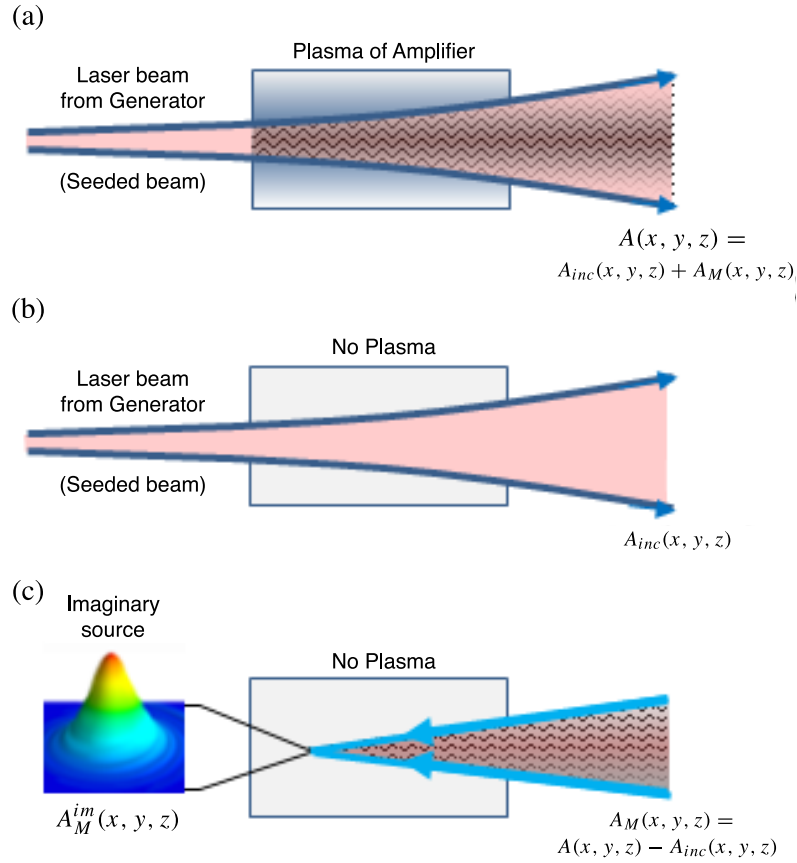 (a)
Plasma of Amplifier
Laser beam
from Generator
(Seeded beam)
A(x, y, z) =
A_{inc}(x, y, z) + A_M(x, y, z)
(b)
No Plasma
Laser beam
from Generator
(Seeded beam)
A_{inc}(x, y, z)
(c)
Imaginary
source
No Plasma
A_M^{im}(x, y, z)
A_M(x, y, z) =
A(x, y, z) − A_{inc}(x, y, z)